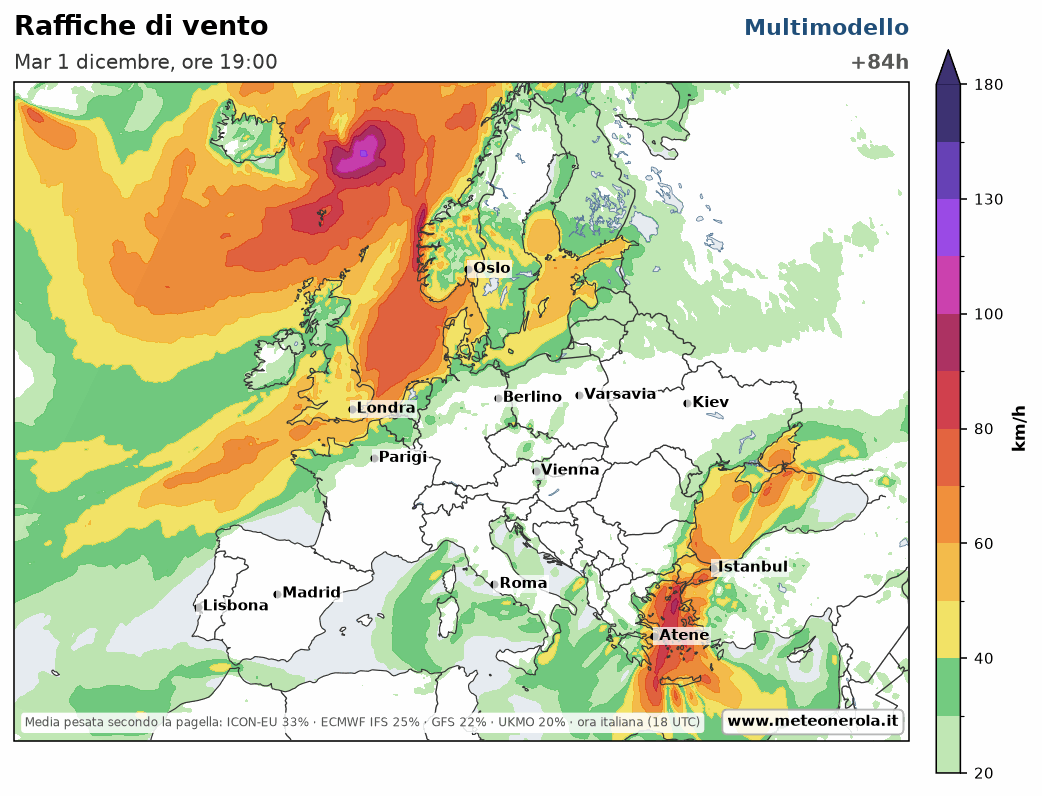 Raffiche di vento
Multimodello
Mar 1 dicembre, ore 19:00
+84h
180
130
100
80
60
40
20
km/h
Oslo
Londra
Berlino
Varsavia
Kiev
Parigi
Vienna
Istanbul
Roma
Madrid
Lisbona
Atene
Media pesata secondo la pagella: ICON-EU 33% · ECMWF IFS 25% · GFS 22% · UKMO 20% · ora italiana (18 UTC)
www.meteonerola.it